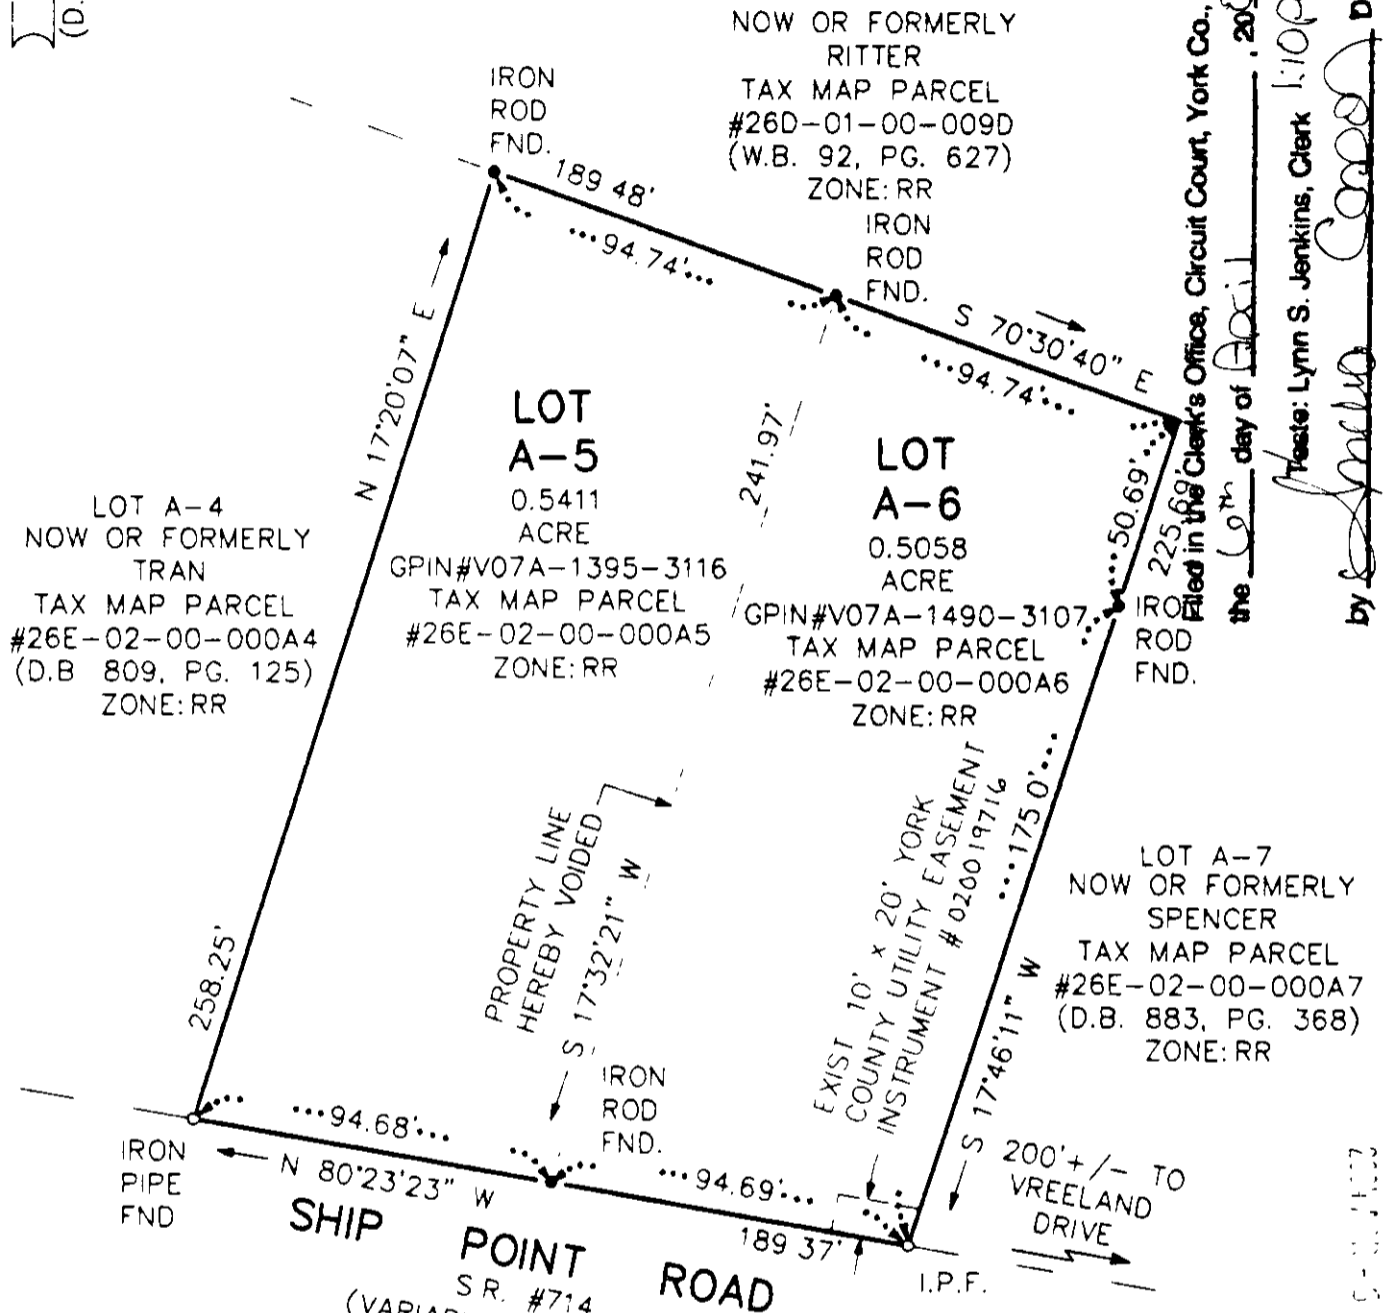 (D.
NOW OR FORMERLY
RITTER
TAX MAP PARCEL
#26D-01-00-009D
(W.B. 92, PG. 627)
ZONE: RR
IRON
ROD
FND.
IRON
ROD
FND.
189 48'
94.74'
94.74'
S 70°30'40" E
N 17°20'07" E
258.25'
241.97'
LOT
A-5
0.5411
ACRE
GPIN#V07A-1395-3116
TAX MAP PARCEL
#26E-02-00-000A5
ZONE: RR
LOT
A-6
0.5058
ACRE
GPIN#V07A-1490-3107
TAX MAP PARCEL
#26E-02-00-000A6
ZONE: RR
50.69'
225.69'
IRO
ROD
FND.
LOT A-4
NOW OR FORMERLY
TRAN
TAX MAP PARCEL
#26E-02-00-000A4
(D.B 809, PG. 125)
ZONE: RR
PROPERTY LINE
HEREBY VOIDED
S 17°32'21" W
EXIST 10' x 20' YORK
COUNTY UTILITY EASEMENT
INSTRUMENT # 020019716
175 0'
S 17°46'11" W
LOT A-7
NOW OR FORMERLY
SPENCER
TAX MAP PARCEL
#26E-02-00-000A7
(D.B. 883, PG. 368)
ZONE: RR
IRON
PIPE
FND
94.68'
IRON
ROD
FND.
94.69'
N 80°23'23" W
189 37'
I.P.F.
200'+/- TO
VREELAND
DRIVE
SHIP POINT ROAD
S R. #714
(VARIAB
Filed in the Clerk's Office, Circuit Court, York Co.,
the 6th day of April, 20
Teste: Lynn S. Jenkins, Clerk 1:10p
by D